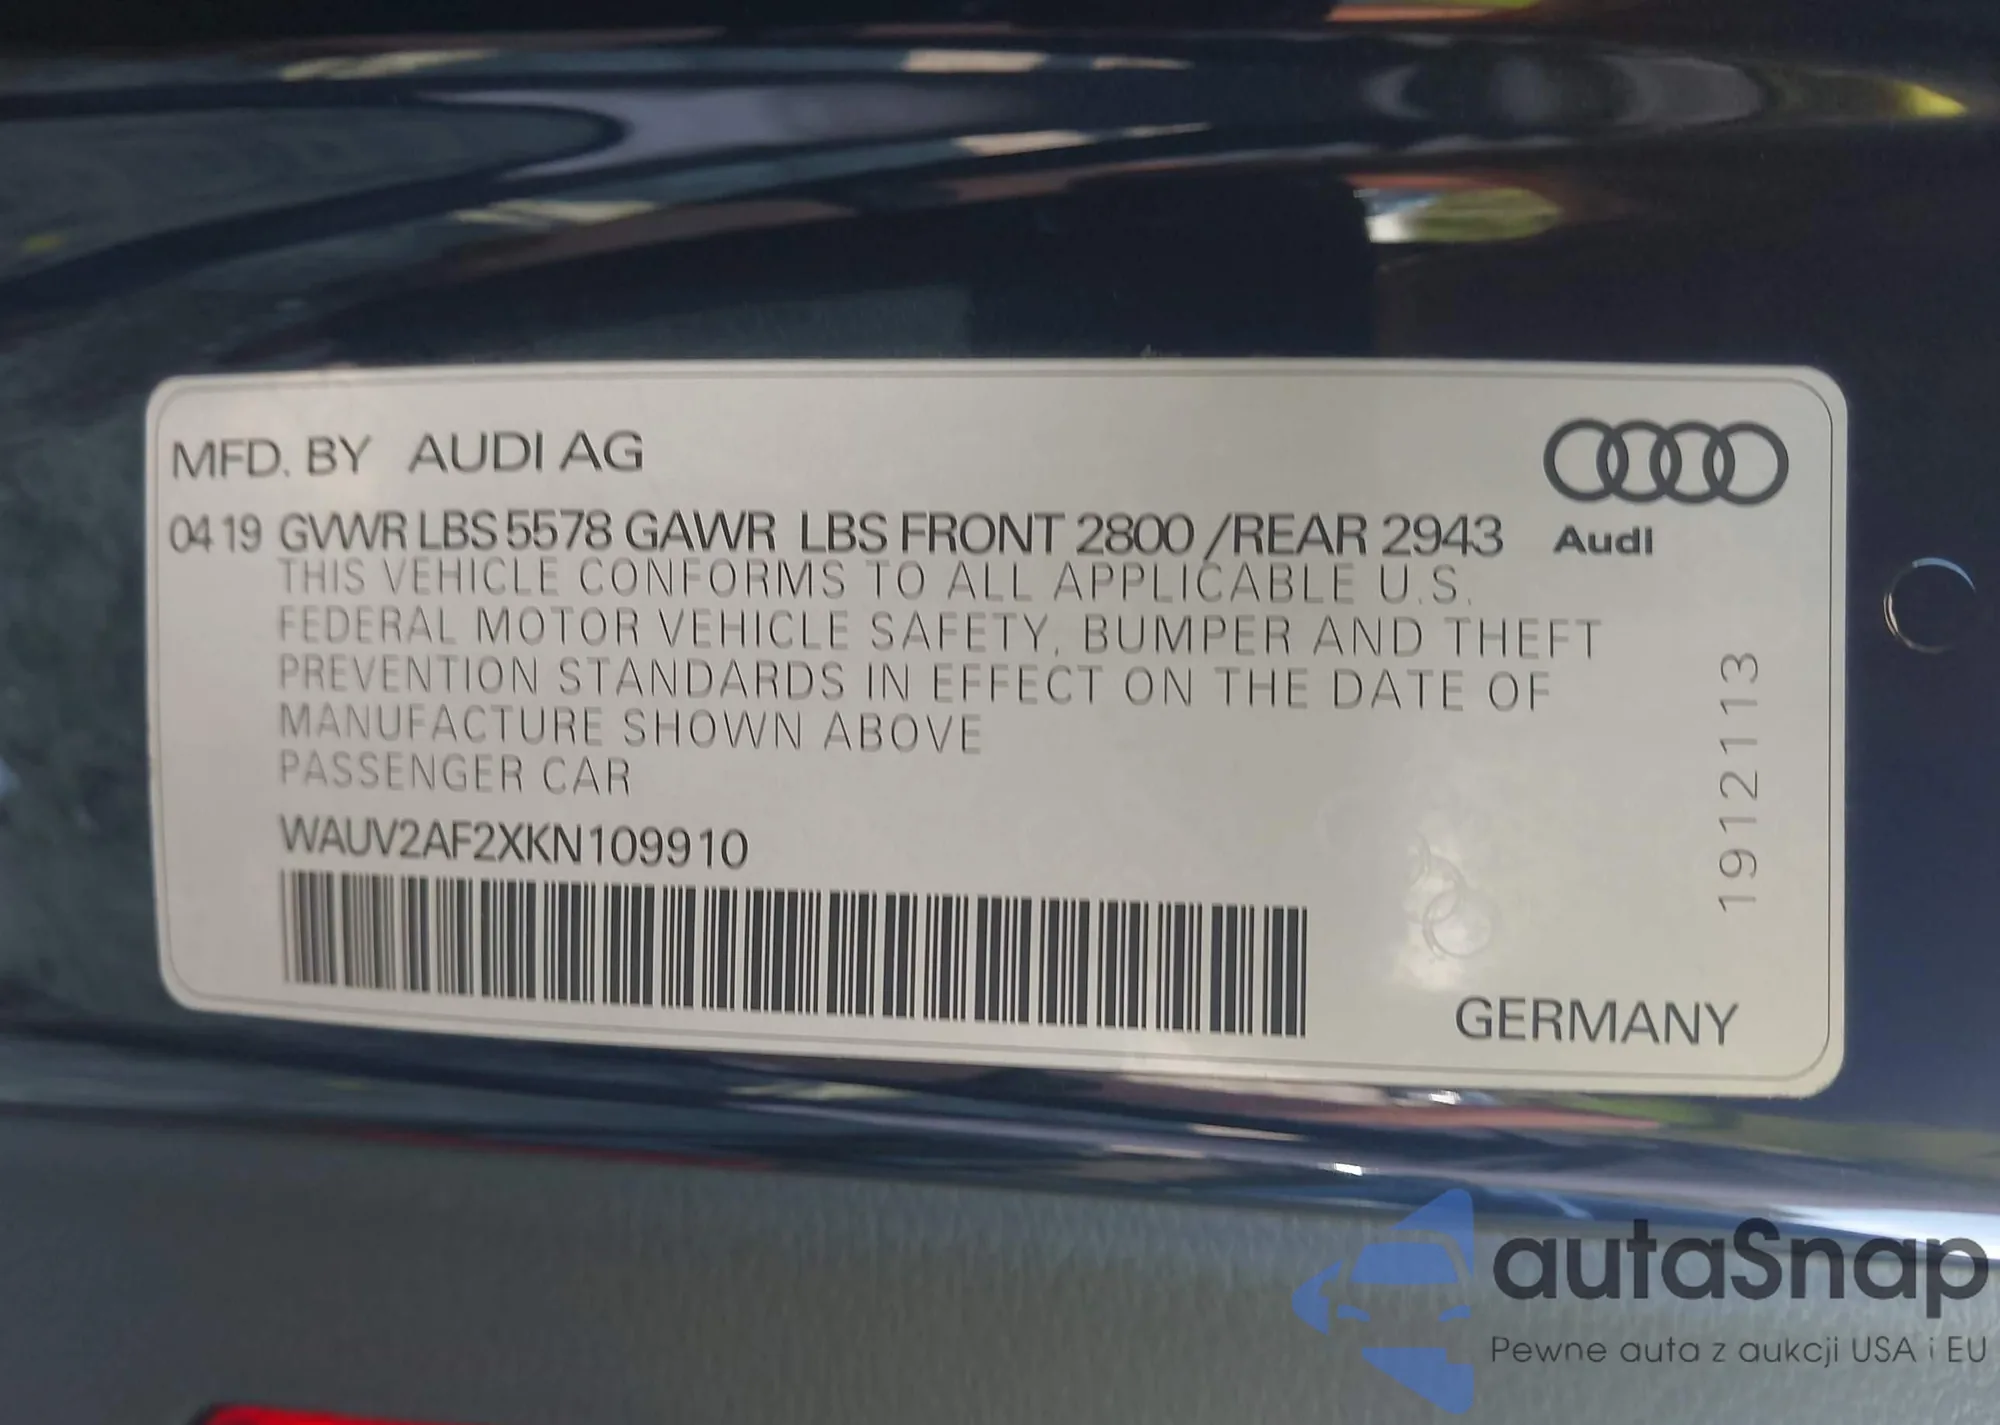 MFD. BY AUDI AG
04 19 GVWR LBS 5578 GAWR LBS FRONT 2800 /REAR 2943
Audi
THIS VEHICLE CONFORMS TO ALL APPLICABLE U.S.
FEDERAL MOTOR VEHICLE SAFETY, BUMPER AND THEFT
PREVENTION STANDARDS IN EFFECT ON THE DATE OF
MANUFACTURE SHOWN ABOVE
PASSENGER CAR
WAUV2AF2XKN109910
1912113
GERMANY
autaSnap
Pewne auta z aukcji USA i EU